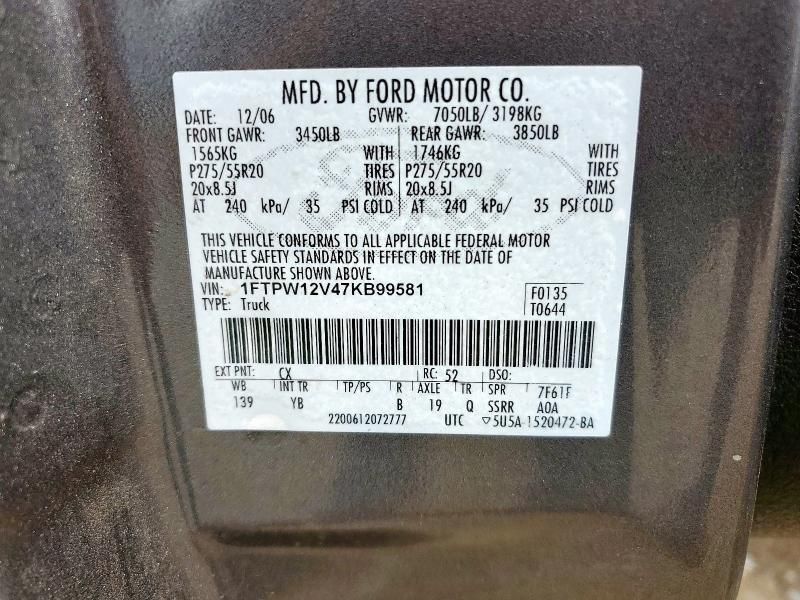 MFD. BY FORD MOTOR CO.
DATE: 12/06 GVWR: 7050LB/ 3198KG
FRONT GAWR: 3450LB REAR GAWR: 3850LB
1565KG WITH 1746KG WITH
P275/55R20 TIRES P275/55R20 TIRES
20x8.5J RIMS 20x8.5J RIMS
AT 240 kPa/ 35 PSI COLD AT 240 kPa/ 35 PSI COLD
THIS VEHICLE CONFORMS TO ALL APPLICABLE FEDERAL MOTOR
VEHICLE SAFETY STANDARDS IN EFFECT ON THE DATE OF
MANUFACTURE SHOWN ABOVE.
VIN: 1FTPW12V47KB99581 F0135
TYPE: Truck T0644
EXT PNT: CX RC: 52 DSO:
WB INT TR TP/PS R AXLE TR SPR 7F61F
139 YB B 19 Q SSRR A0A
2200612072777 UTC ▽5U5A 1520472-BA